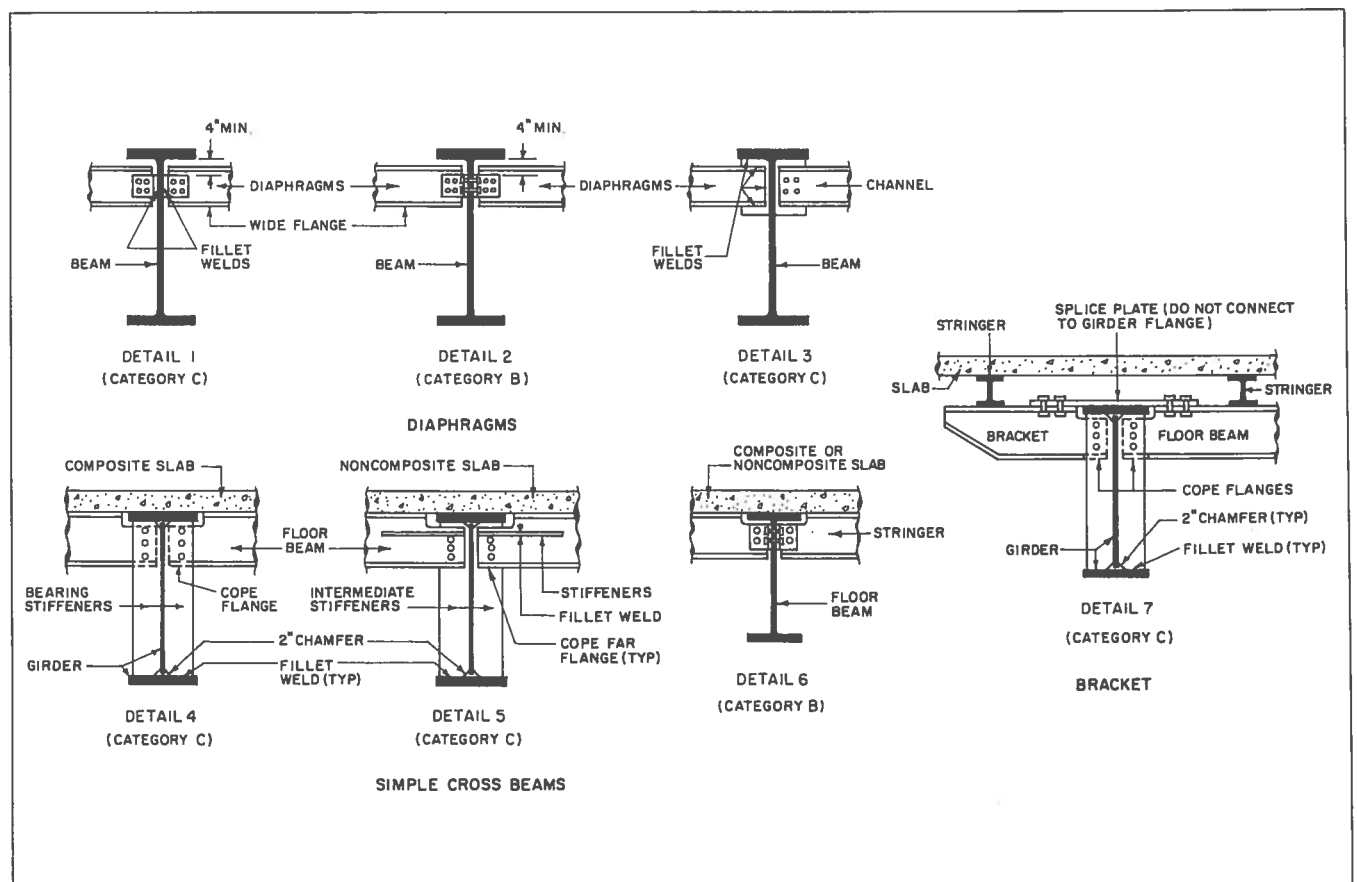 4" MIN.
4" MIN.
DIAPHRAGMS
DIAPHRAGMS
CHANNEL
WIDE FLANGE
FILLET
WELDS
FILLET
WELDS
BEAM
BEAM
BEAM
DETAIL 1
(CATEGORY C)
DETAIL 2
(CATEGORY B)
DETAIL 3
(CATEGORY C)
DIAPHRAGMS
SPLICE PLATE (DO NOT CONNECT
TO GIRDER FLANGE)
STRINGER
SLAB
STRINGER
BRACKET
FLOOR BEAM
COPE FLANGES
2" CHAMFER (TYP)
GIRDER
FILLET WELD (TYP)
DETAIL 7
(CATEGORY C)
BRACKET
COMPOSITE SLAB
NONCOMPOSITE SLAB
COMPOSITE OR
NONCOMPOSITE SLAB
FLOOR
BEAM
STRINGER
BEARING
STIFFENERS
COPE
FLANGE
INTERMEDIATE
STIFFENERS
STIFFENERS
FILLET WELD
COPE FAR
FLANGE (TYP)
FLOOR
BEAM
GIRDER
2" CHAMFER
FILLET
WELD (TYP)
DETAIL 4
(CATEGORY C)
DETAIL 5
(CATEGORY C)
DETAIL 6
(CATEGORY B)
SIMPLE CROSS BEAMS